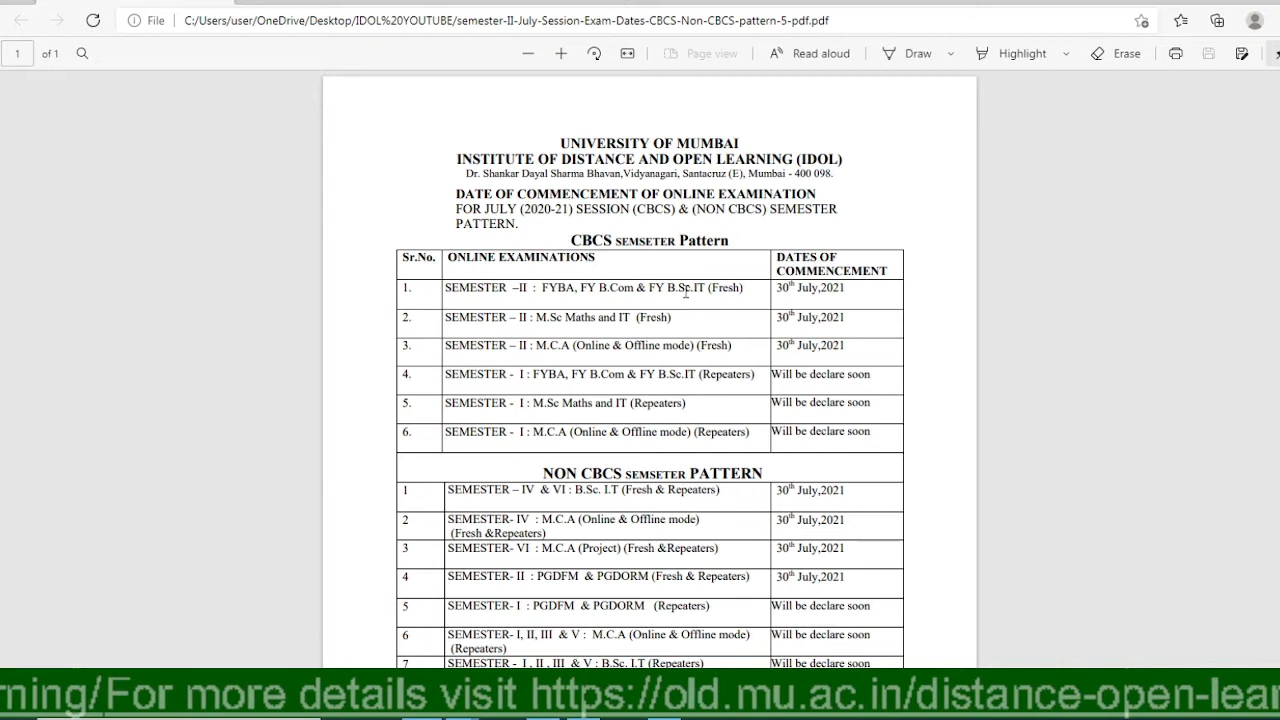 File C:/Users/user/OneDrive/Desktop/IDOL%20YOUTUBE/semester-II-July-Session-Exam-Dates-CBCS-Non-CBCS-pattern-5-pdf.pdf
1 of 1 Page view Read aloud Draw Highlight Erase
UNIVERSITY OF MUMBAI
INSTITUTE OF DISTANCE AND OPEN LEARNING (IDOL)
Dr. Shankar Dayal Sharma Bhavan,Vidyanagari, Santacruz (E), Mumbai - 400 098.
DATE OF COMMENCEMENT OF ONLINE EXAMINATION
FOR JULY (2020-21) SESSION (CBCS) & (NON CBCS) SEMESTER
PATTERN.
CBCS SEMSETER Pattern
Sr.No. ONLINE EXAMINATIONS DATES OF
COMMENCEMENT
1. SEMESTER –II : FYBA, FY B.Com & FY B.Sc.IT (Fresh) 30th July,2021
2. SEMESTER – II : M.Sc Maths and IT (Fresh) 30th July,2021
3. SEMESTER – II : M.C.A (Online & Offline mode) (Fresh) 30th July,2021
4. SEMESTER - I : FYBA, FY B.Com & FY B.Sc.IT (Repeaters) Will be declare soon
5. SEMESTER - I : M.Sc Maths and IT (Repeaters) Will be declare soon
6. SEMESTER - I : M.C.A (Online & Offline mode) (Repeaters) Will be declare soon
NON CBCS SEMSETER PATTERN
1 SEMESTER – IV & VI : B.Sc. I.T (Fresh & Repeaters) 30th July,2021
2 SEMESTER- IV : M.C.A (Online & Offline mode) 30th July,2021
(Fresh &Repeaters)
3 SEMESTER- VI : M.C.A (Project) (Fresh &Repeaters) 30th July,2021
4 SEMESTER- II : PGDFM & PGDORM (Fresh & Repeaters) 30th July,2021
5 SEMESTER- I : PGDFM & PGDORM (Repeaters) Will be declare soon
6 SEMESTER- I, II, III & V : M.C.A (Online & Offline mode) Will be declare soon
(Repeaters)
7 SEMESTER - I , II , III & V : B.Sc. I.T (Repeaters) Will be declare soon
rning/For more details visit https://old.mu.ac.in/distance-open-lear